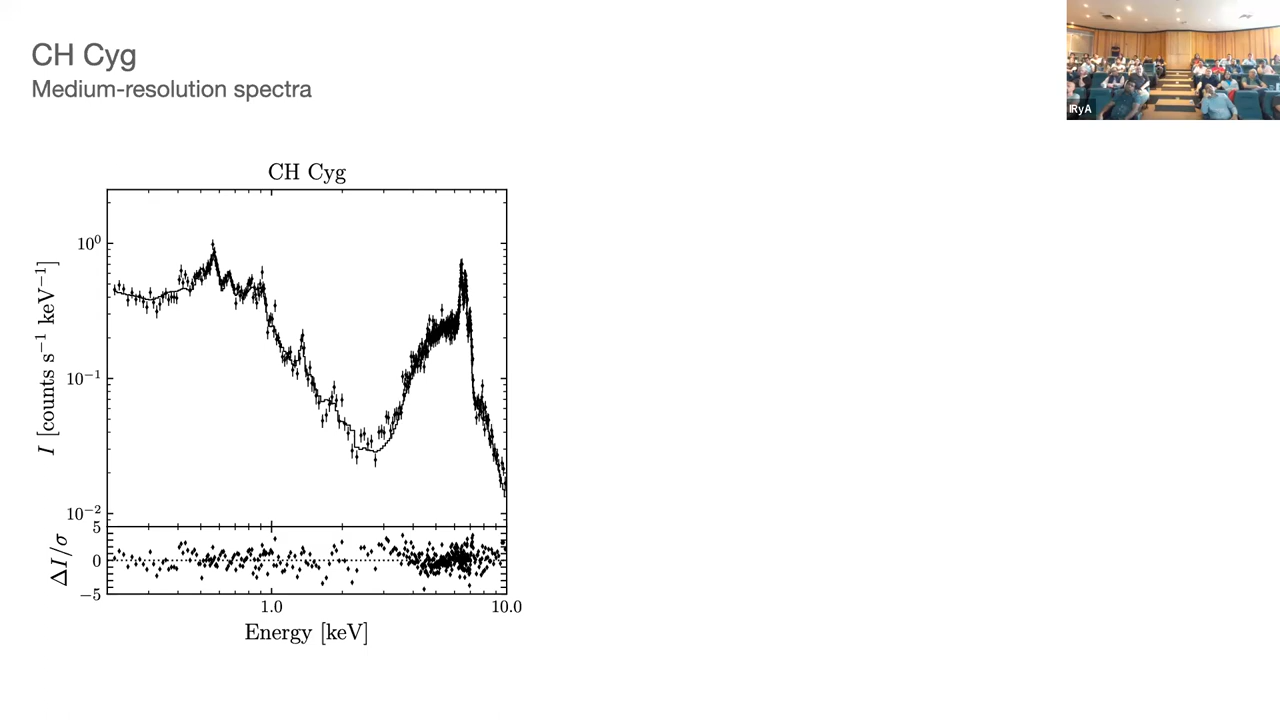 CH Cyg
Medium-resolution spectra
IRyA
CH Cyg
10⁰
10⁻¹
10⁻²
I [counts s⁻¹ keV⁻¹]
5
0
−5
ΔI/σ
1.0
10.0
Energy [keV]